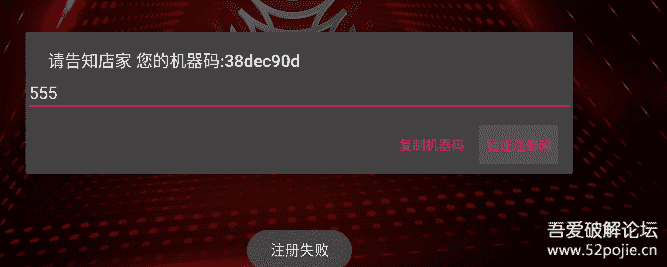 请告知店家 您的机器码:38dec90d
555
复制机器码
注册失败
吾爱破解论坛
www.52pojie.cn